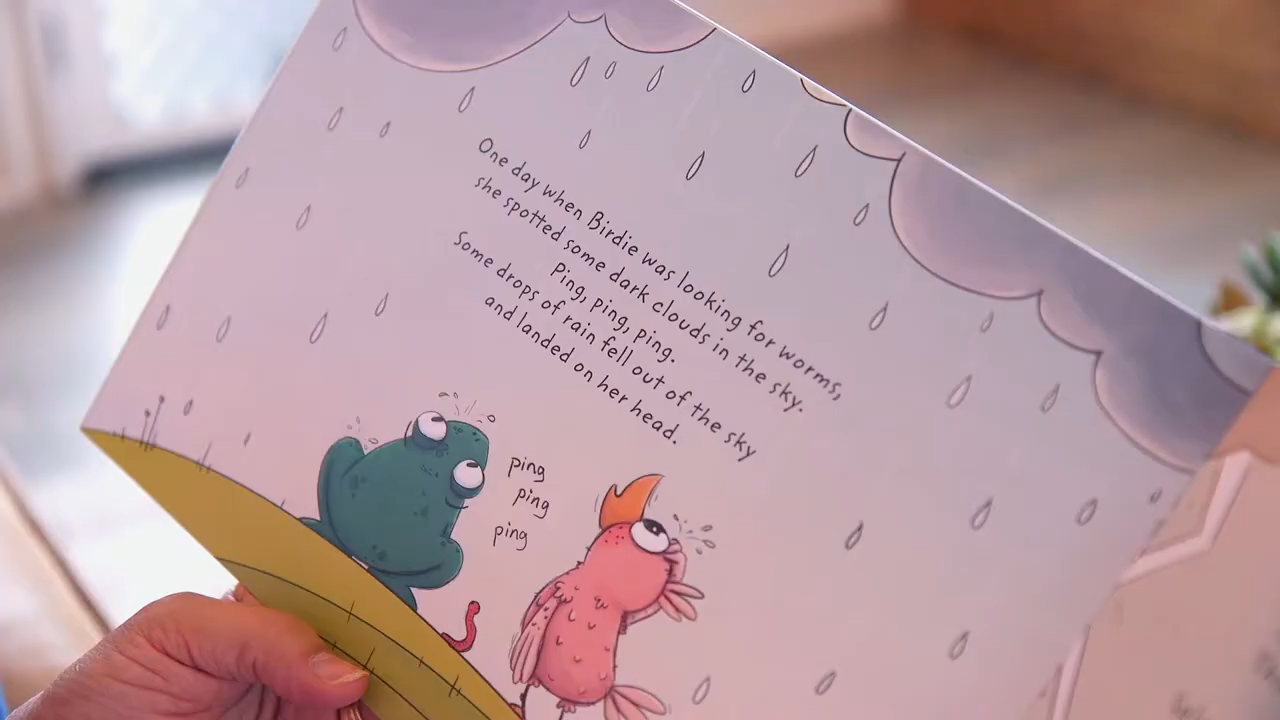 One day when Birdie was looking for worms,
she spotted some dark clouds in the sky.
Ping, ping, ping.
Some drops of rain fell out of the sky
and landed on her head.
ping
ping
ping